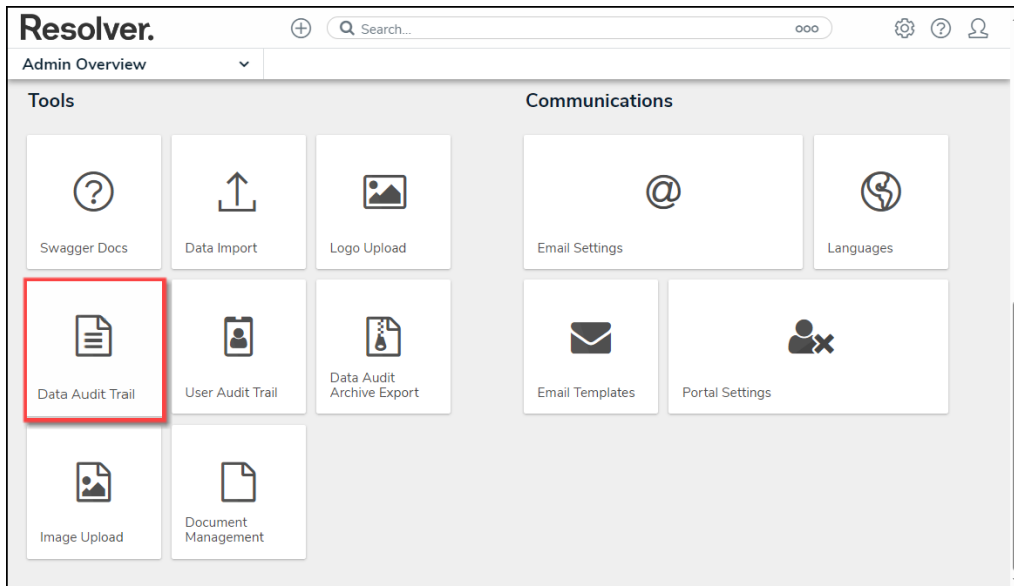 Resolver.
Search...
Admin Overview
Tools
Communications
Swagger Docs
Data Import
Logo Upload
Email Settings
Languages
Data Audit Trail
User Audit Trail
Data Audit
Archive Export
Email Templates
Portal Settings
Image Upload
Document
Management